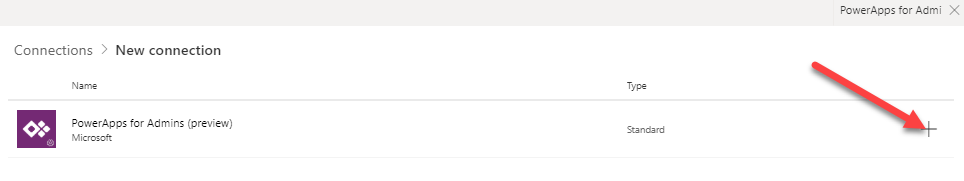 PowerApps for Admi
Connections > New connection
Name Type
PowerApps for Admins (preview)
Microsoft
Standard